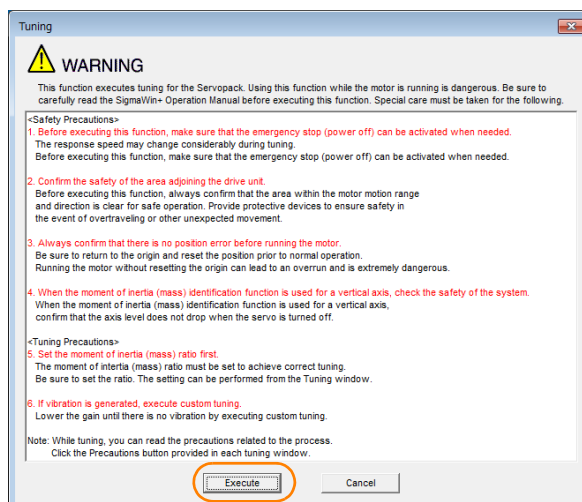 Tuning
WARNING
This function executes tuning for the Servopack. Using this function while the motor is running is dangerous. Be sure to
carefully read the SigmaWin+ Operation Manual before executing this function. Special care must be taken for the following.
<Safety Precautions>
1. Before executing this function, make sure that the emergency stop (power off) can be activated when needed.
The response speed may change considerably during tuning.
Before executing this function, make sure that the emergency stop (power off) can be activated when needed.
2. Confirm the safety of the area adjoining the drive unit.
Before executing this function, always confirm that the area within the motor motion range
and direction is clear for safe operation. Provide protective devices to ensure safety in
the event of overtraveling or other unexpected movement.
3. Always confirm that there is no position error before running the motor.
Be sure to return to the origin and reset the position prior to normal operation.
Running the motor without resetting the origin can lead to an overrun and is extremely dangerous.
4. When the moment of inertia (mass) identification function is used for a vertical axis, check the safety of the system.
When the moment of inertia (mass) identification function is used for a vertical axis,
confirm that the axis level does not drop when the servo is turned off.
<Tuning Precautions>
5. Set the moment of inertia (mass) ratio first.
The moment of intertia (mass) ratio must be set to achieve correct tuning.
Be sure to set the ratio. The setting can be performed from the Tuning window.
6. If vibration is generated, execute custom tuning.
Lower the gain until there is no vibration by executing custom tuning.
Note: While tuning, you can read the precautions related to the process.
Click the Precautions button provided in each tuning window.
Execute
Cancel